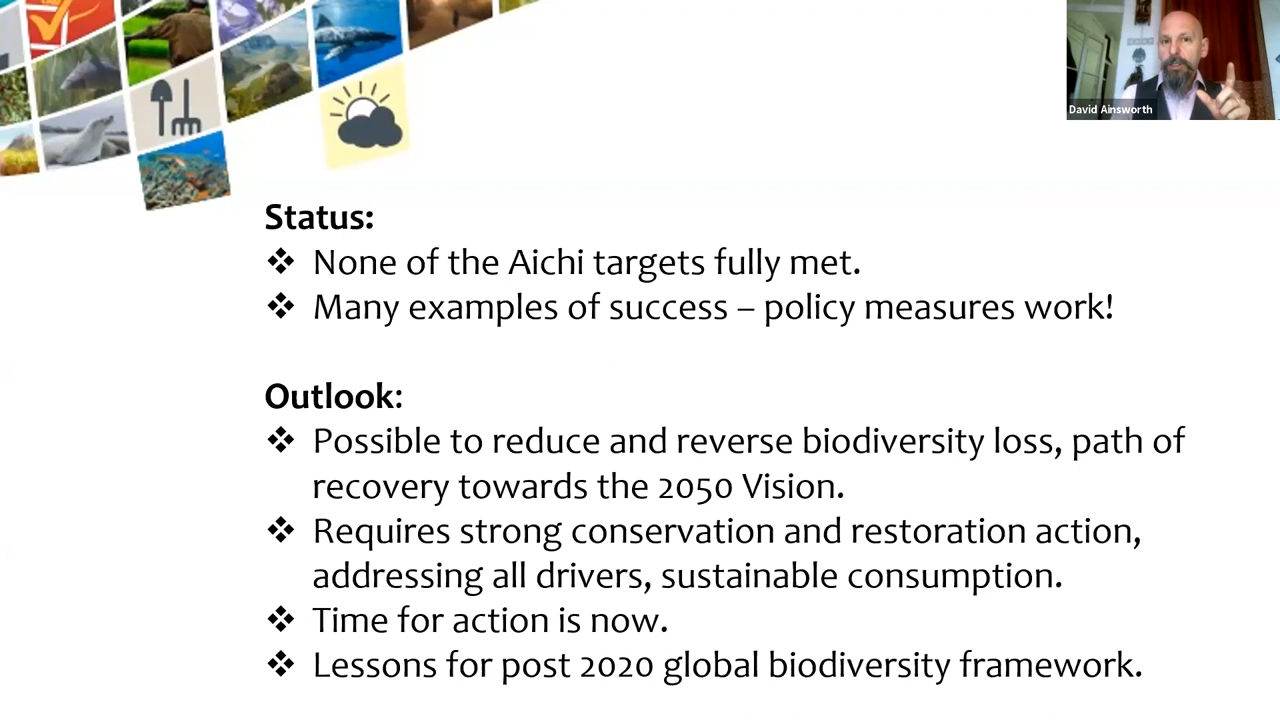 David Ainsworth
Status:
❖ None of the Aichi targets fully met.
❖ Many examples of success – policy measures work!
Outlook:
❖ Possible to reduce and reverse biodiversity loss, path of
recovery towards the 2050 Vision.
❖ Requires strong conservation and restoration action,
addressing all drivers, sustainable consumption.
❖ Time for action is now.
❖ Lessons for post 2020 global biodiversity framework.